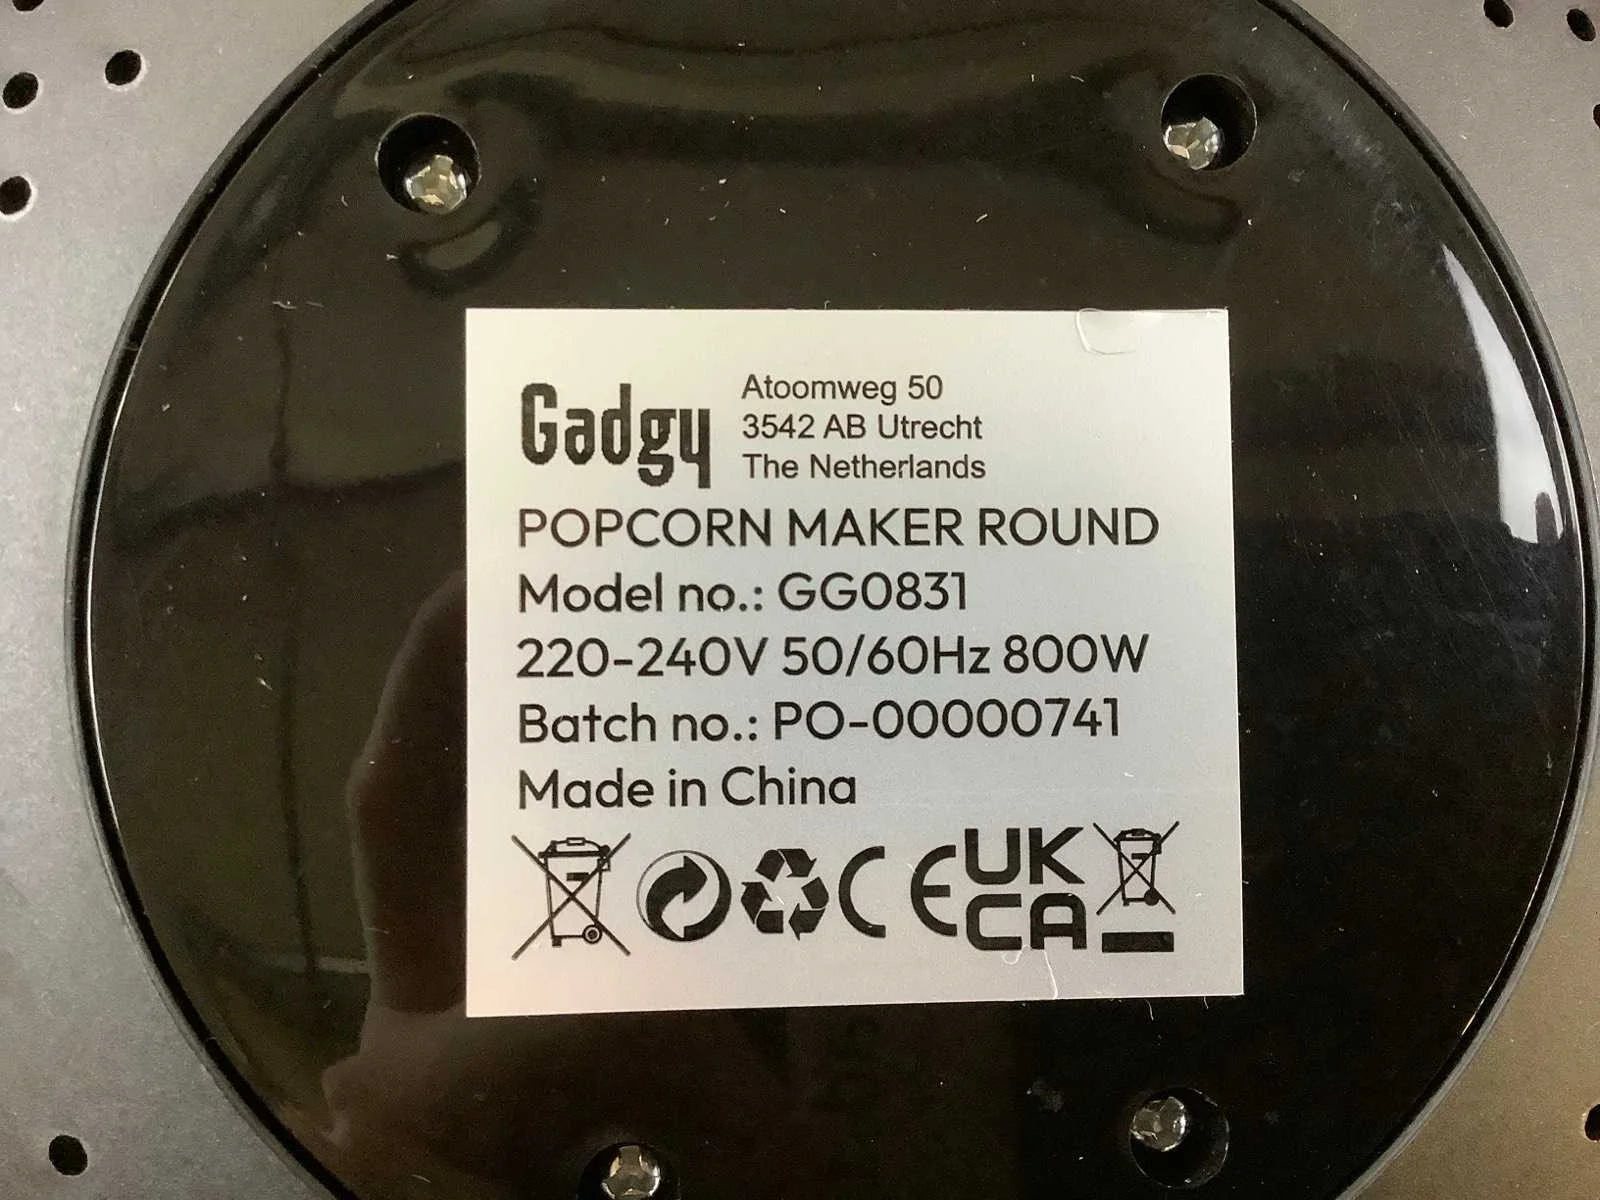 Gadgy
Atoomweg 50
3542 AB Utrecht
The Netherlands
POPCORN MAKER ROUND
Model no.: GG0831
220-240V 50/60Hz 800W
Batch no.: PO-00000741
Made in China
CE UK
CA